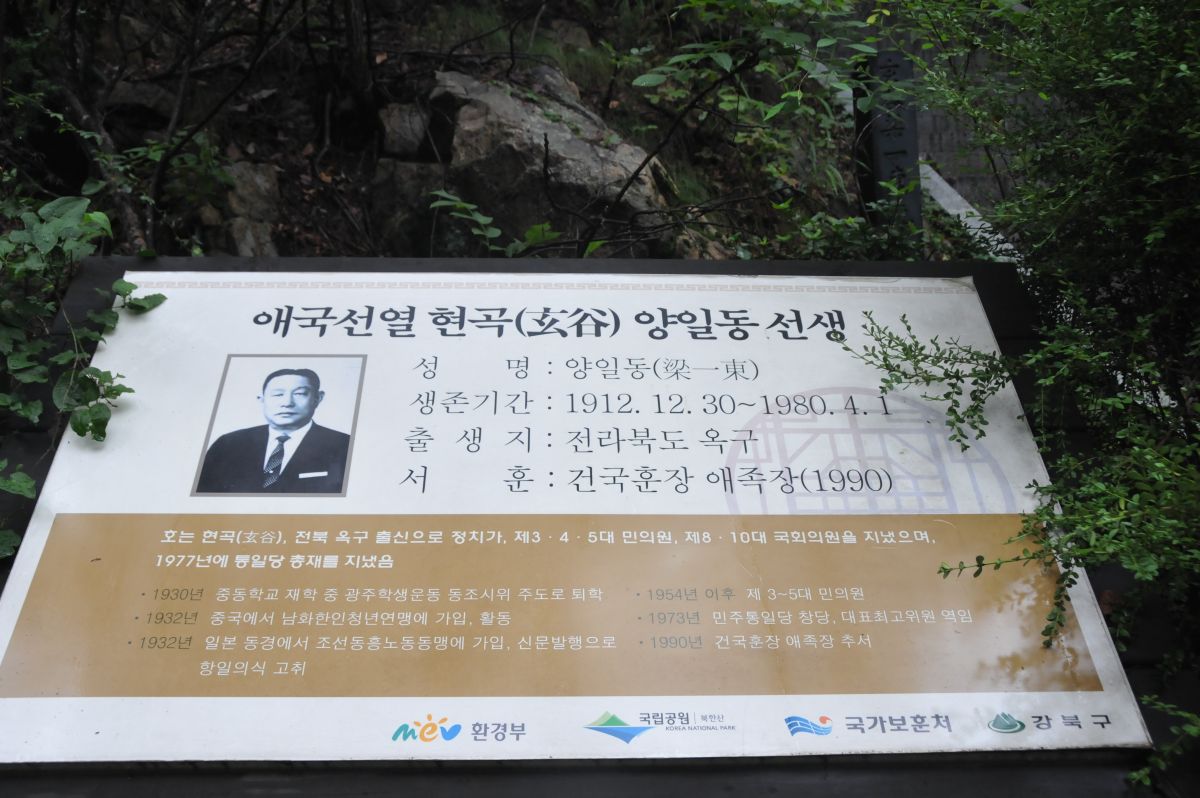 애국선열 현곡(玄谷) 양일동 선생
성 명 : 양일동(梁一東)
생존기간 : 1912. 12. 30~1980. 4. 1
출 생 지 : 전라북도 옥구
서 훈 : 건국훈장 애족장(1990)
호는 현곡(玄谷), 전북 옥구 출신으로 정치가, 제3·4·5대 민의원, 제8·10대 국회의원을 지냈으며,
1977년에 통일당 총재를 지냈음
· 1930년 중동학교 재학 중 광주학생운동 동조시위 주도로 퇴학
· 1932년 중국에서 남화한인청년연맹에 가입, 활동
· 1932년 일본 동경에서 조선동흥노동동맹에 가입, 신문발행으로
항일의식 고취
· 1954년 이후 제 3~5대 민의원
· 1973년 민주통일당 창당, 대표최고위원 역임
· 1990년 건국훈장 애족장 추서
mev 환경부
국립공원 | 북한산
KOREA NATIONAL PARK
국가보훈처
강북구